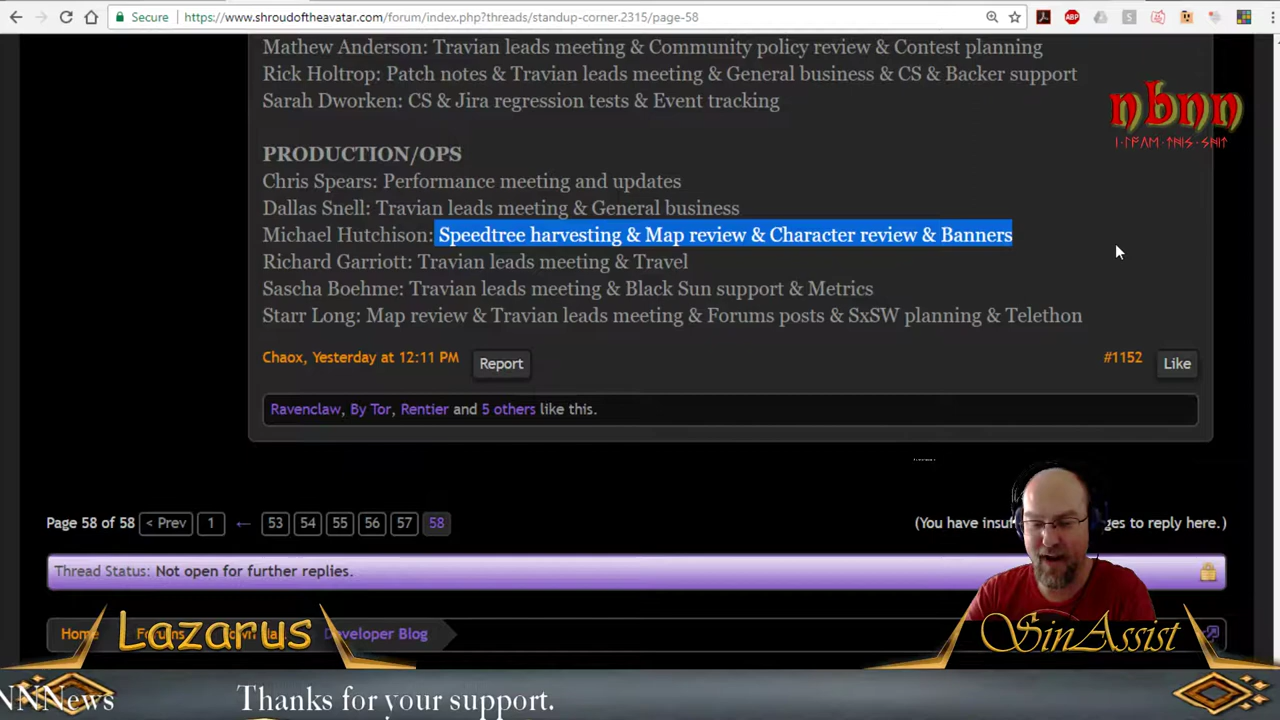 Secure
https://www.shroudoftheavatar.com/forum/index.php?threads/standup-corner.2315/page-58
Mathew Anderson: Travian leads meeting & Community policy review & Contest planning
Rick Holtrop: Patch notes & Travian leads meeting & General business & CS & Backer support
Sarah Dworken: CS & Jira regression tests & Event tracking
nbnn
PRODUCTION/OPS
Chris Spears: Performance meeting and updates
Dallas Snell: Travian leads meeting & General business
Michael Hutchison: Speedtree harvesting & Map review & Character review & Banners
Richard Garriott: Travian leads meeting & Travel
Sascha Boehme: Travian leads meeting & Black Sun support & Metrics
Starr Long: Map review & Travian leads meeting & Forums posts & SxSW planning & Telethon
Chaox, Yesterday at 12:11 PM
Report
#1152
Like
Ravenclaw, By Tor, Rentier and 5 others like this.
Page 58 of 58
< Prev
1
←
53
54
55
56
57
58
(You have insu
ges to reply here.)
Thread Status: Not open for further replies.
Home
Lazarus
Developer Blog
SinAssist
NNNews
Thanks for your support.